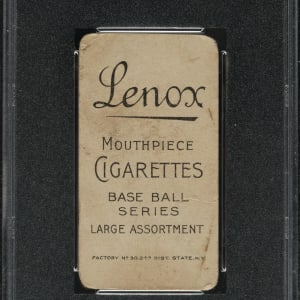 Lenox
MOUTHPIECE
CIGARETTES
BASE BALL
SERIES
LARGE ASSORTMENT
FACTORY Nº 30, 2ND DIST. STATE, N.Y.